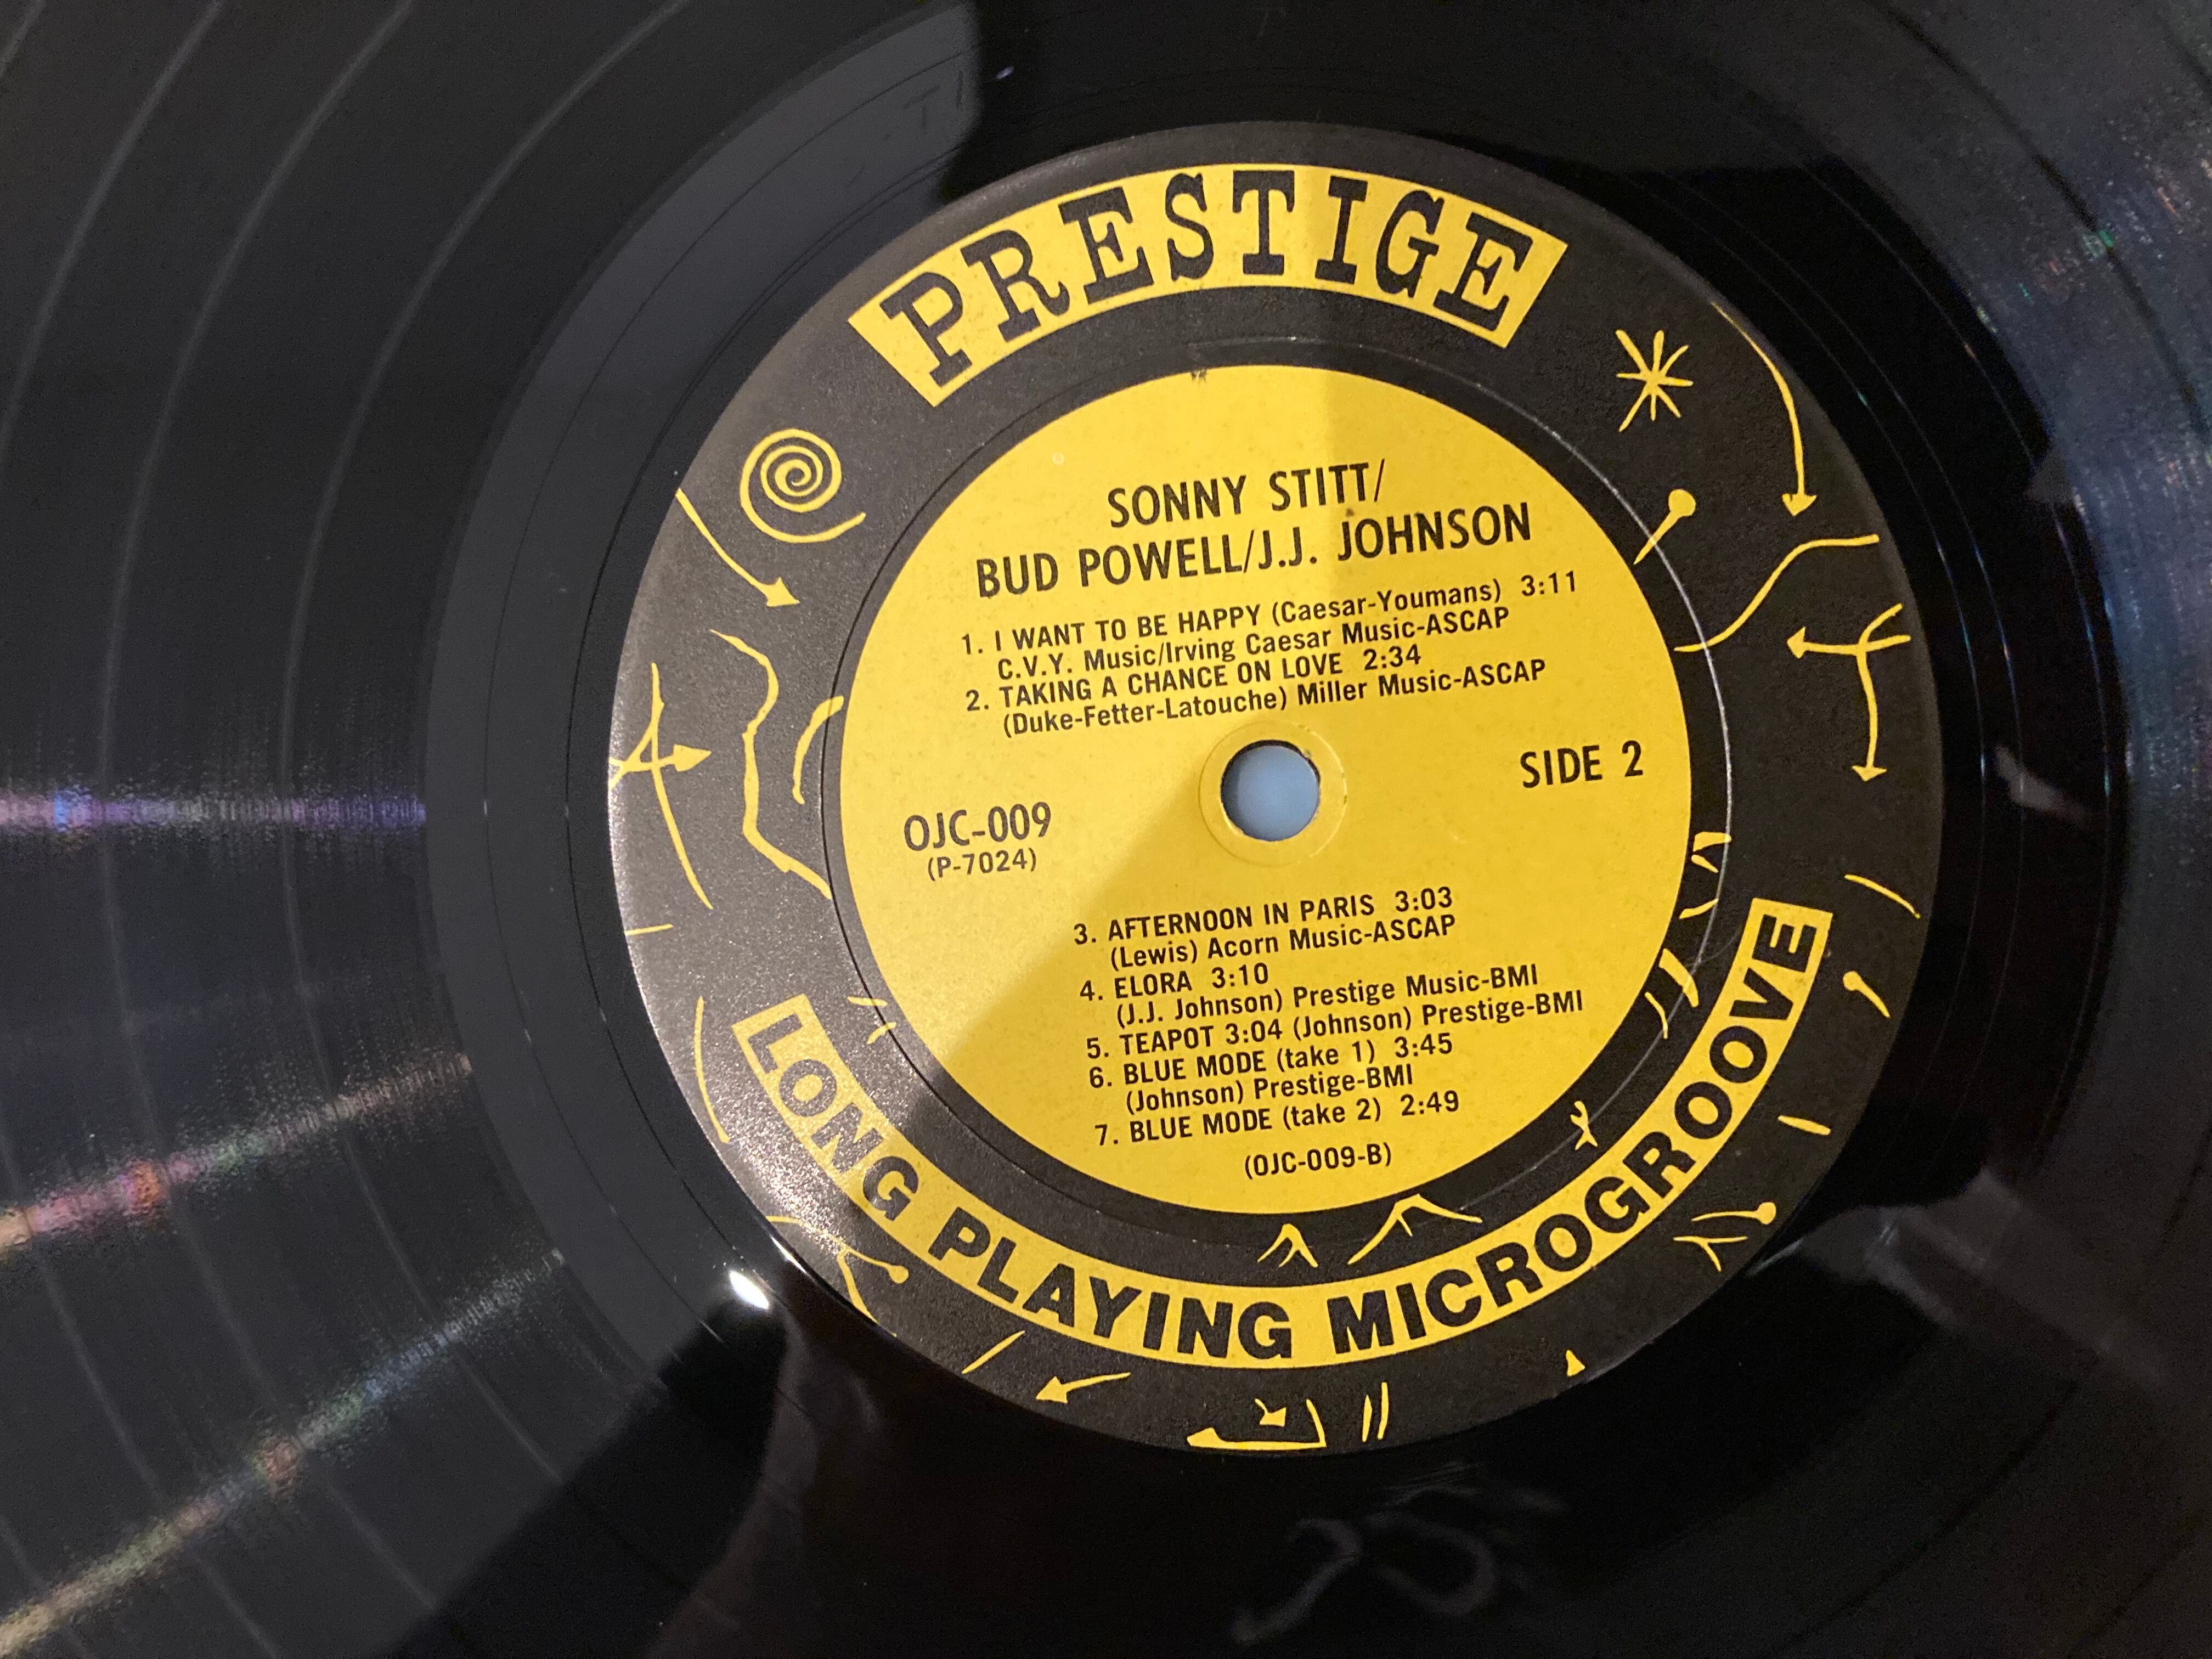 PRESTIGE
SONNY STITT/
BUD POWELL/J.J. JOHNSON
1. I WANT TO BE HAPPY (Caesar-Youmans) 3:11
C.V.Y. Music/Irving Caesar Music-ASCAP
2. TAKING A CHANCE ON LOVE 2:34
(Duke-Fetter-Latouche) Miller Music-ASCAP
SIDE 2
OJC-009
(P-7024)
3. AFTERNOON IN PARIS 3:03
(Lewis) Acorn Music-ASCAP
4. ELORA 3:10
(J.J. Johnson) Prestige Music-BMI
5. TEAPOT 3:04 (Johnson) Prestige-BMI
6. BLUE MODE (take 1) 3:45
(Johnson) Prestige-BMI
7. BLUE MODE (take 2) 2:49
(OJC-009-B)
LONG PLAYING MICROGROOVE